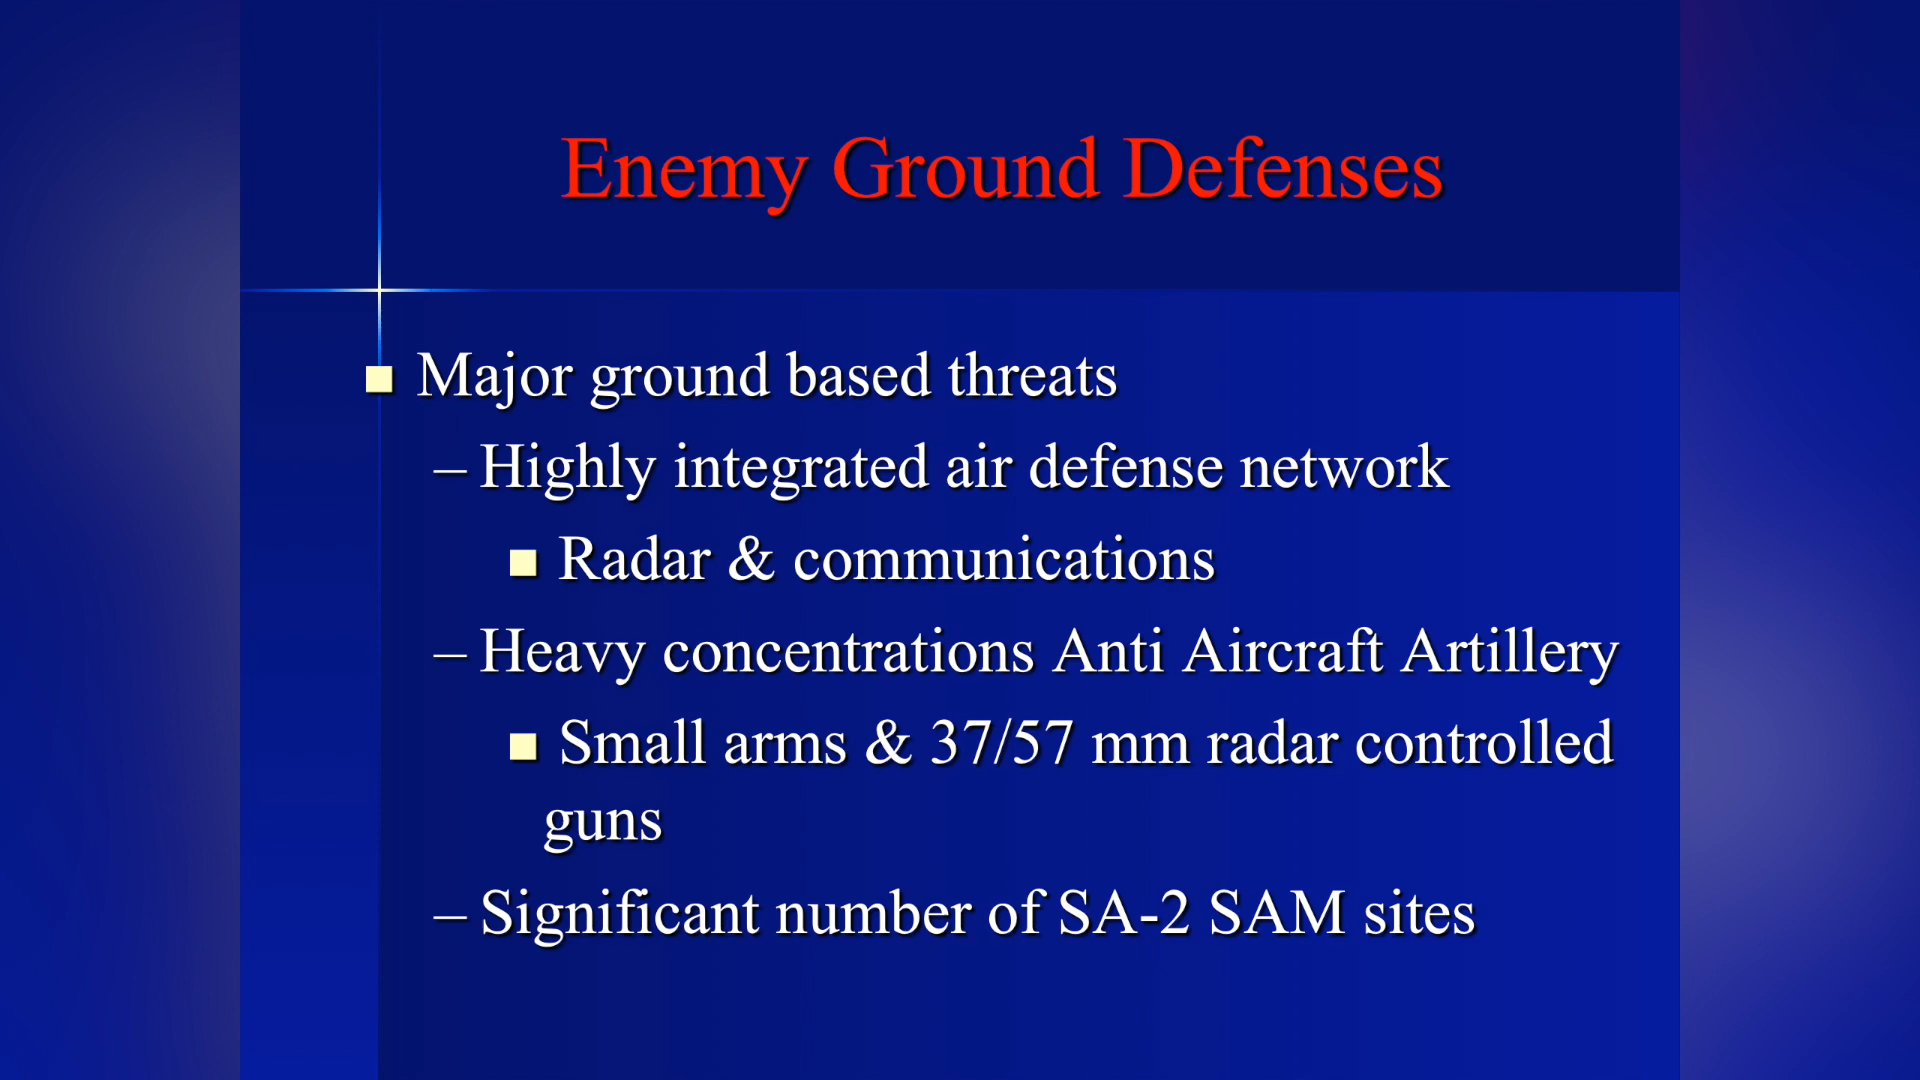 Enemy Ground Defenses
Major ground based threats
– Highly integrated air defense network
Radar & communications
– Heavy concentrations Anti Aircraft Artillery
Small arms & 37/57 mm radar controlled
guns
– Significant number of SA-2 SAM sites